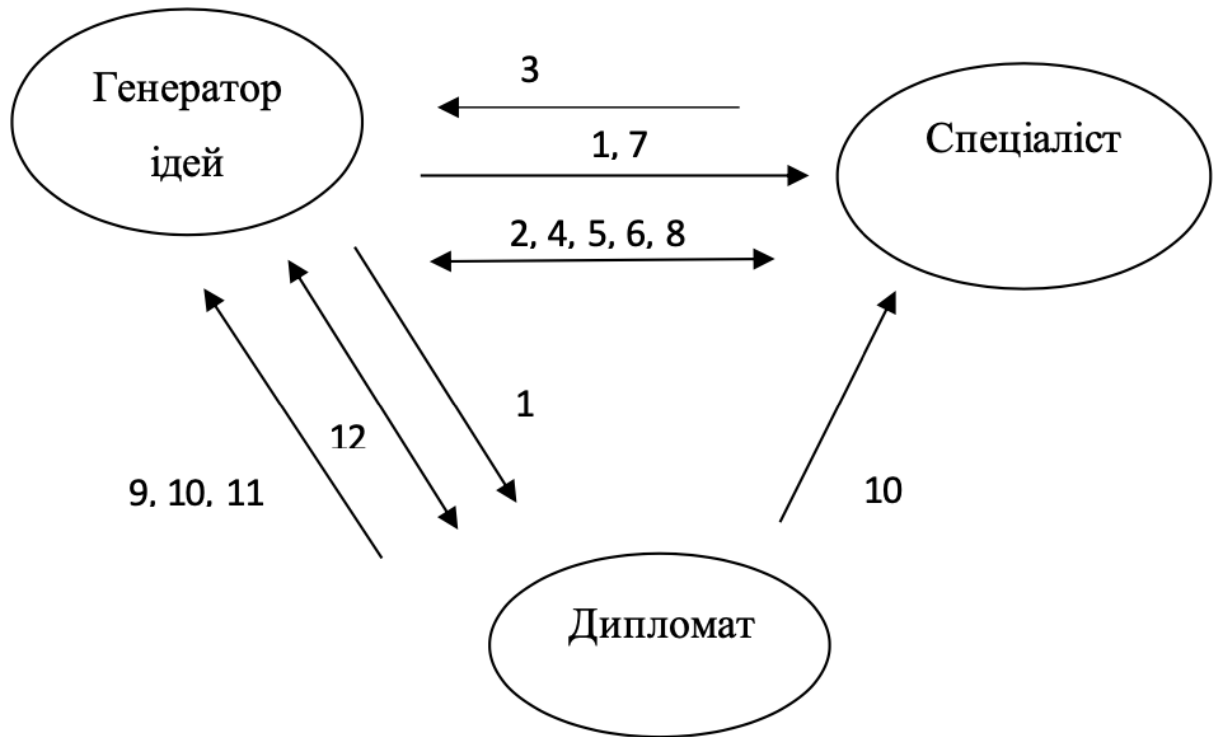 Генератор
ідей
3
1, 7
2, 4, 5, 6, 8
Спеціаліст
1
12
9, 10, 11
10
Дипломат